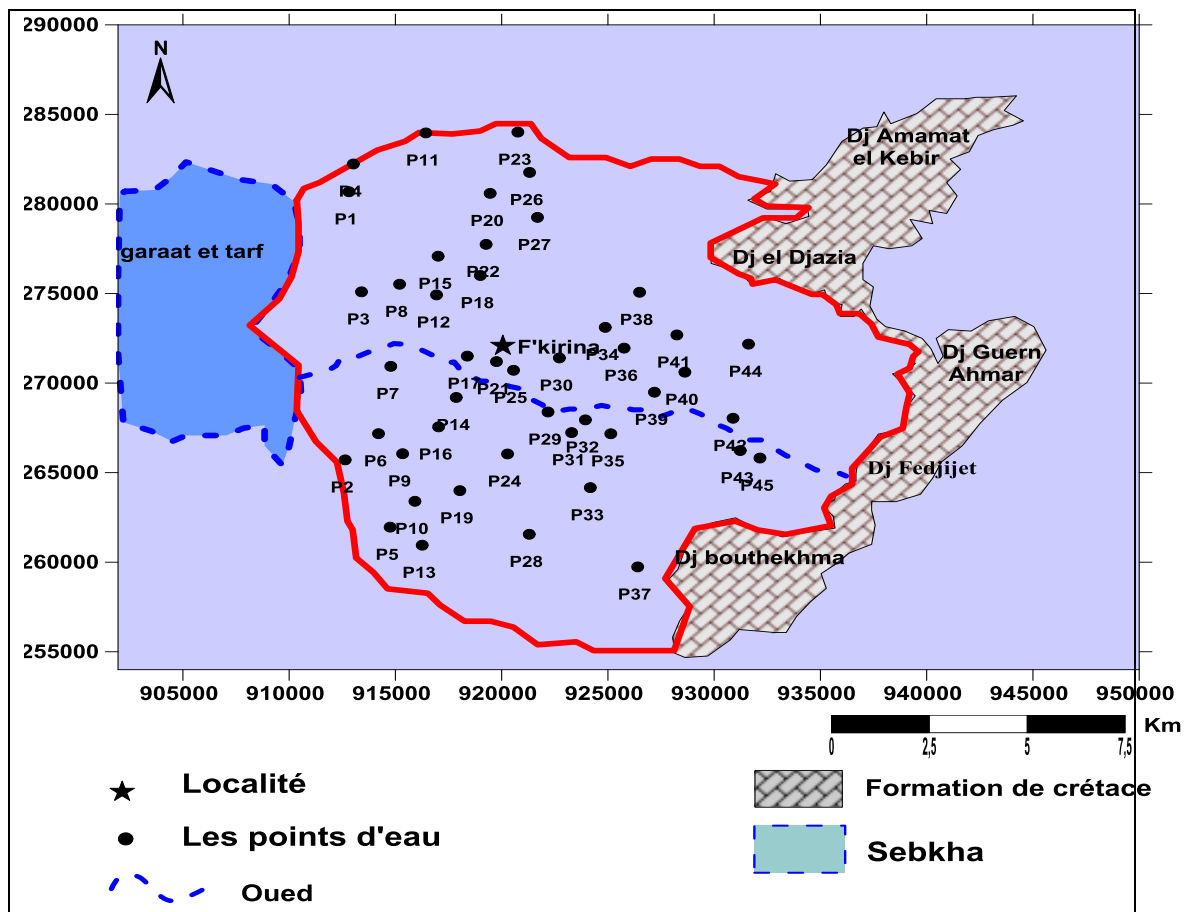 290000
N
285000
Dj Amamat
el Kebir
P11
P23
P4
P1
280000
P26
P20
P27
garaat et tarf
Dj el Djazia
P22
P15
275000
P18
P8
P3
P12
P38
F'kirina
P34
P41
P36
P44
Dj Guern
Ahmar
270000
P7
P17
P21
P25
P30
P40
P39
P14
P29
P32
P42
P16
P6
P31
P35
265000
P2
P9
P24
P43
P45
Dj Fedjijet
P19
P33
P10
P5
P28
Dj bouthekhma
260000
P13
P37
255000
905000 910000 915000 920000 925000 930000 935000 940000 945000 950000
Km
0 2,5 5 7,5
Localité
Formation de crétace
Les points d'eau
Sebkha
Oued